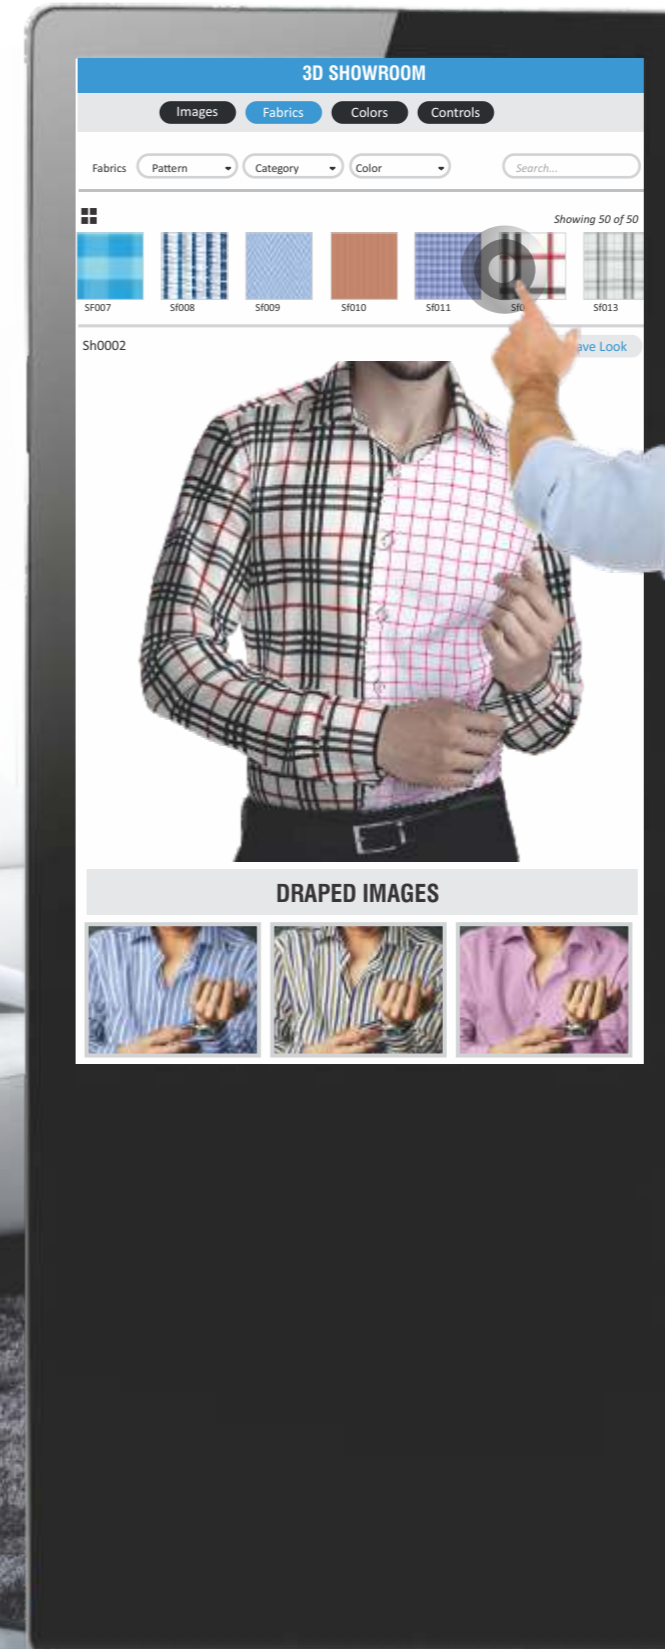 3D SHOWROOM
Images Fabrics Colors Controls
Fabrics Pattern Category Color Search...
Showing 50 of 50
SF007 Sf008 Sf009 Sf010 Sf011 Sf013
Sh0002 Look
DRAPED IMAGES